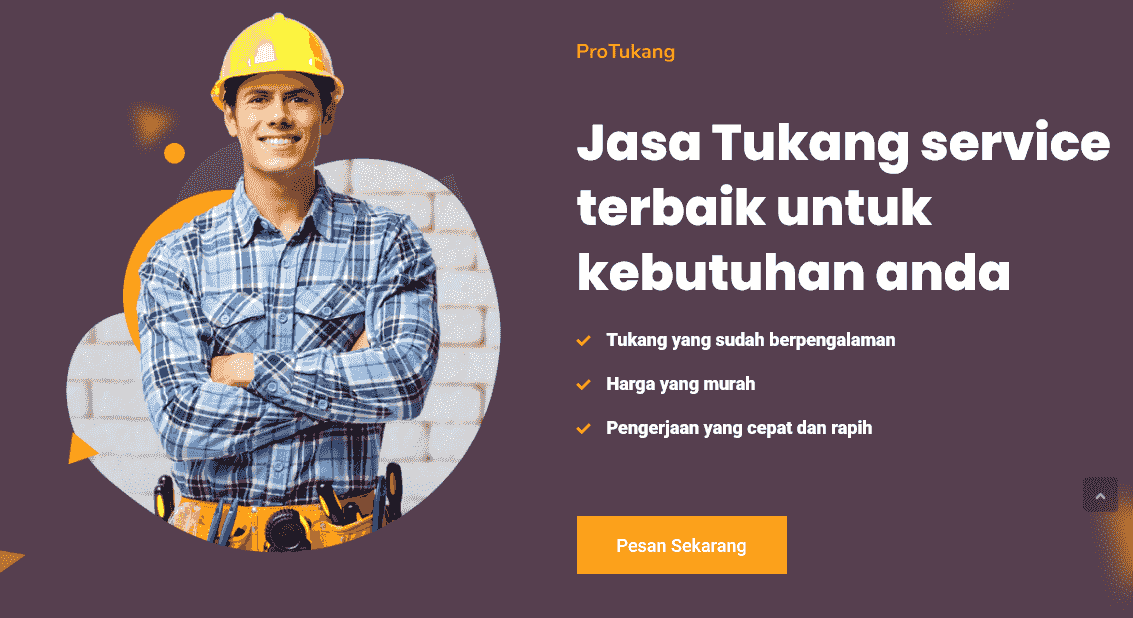 ProTukang
Jasa Tukang service
terbaik untuk
kebutuhan anda
Tukang yang sudah berpengalaman
Harga yang murah
Pengerjaan yang cepat dan rapih
Pesan Sekarang